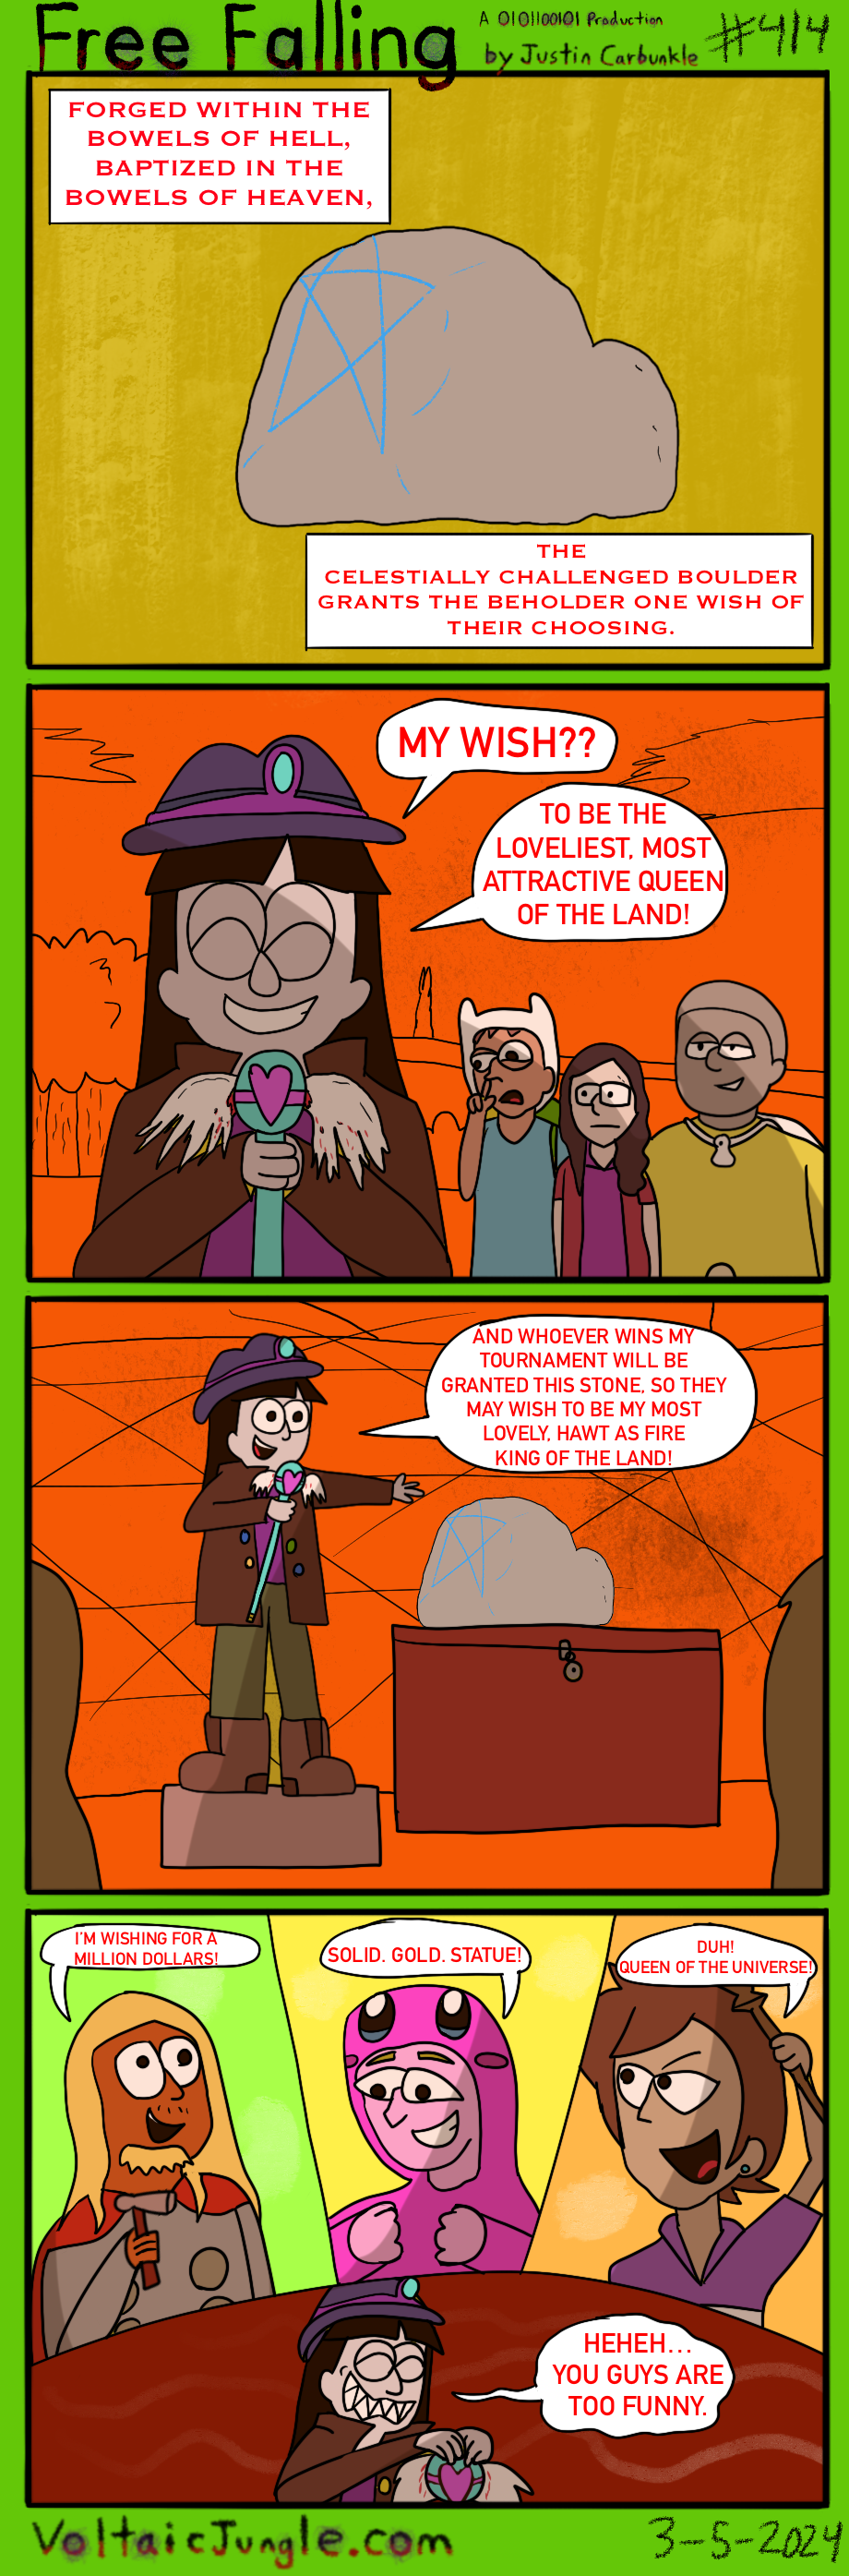 Free Falling
A 0101100101 Production
by Justin Carbunkle
#414
FORGED WITHIN THE
BOWELS OF HELL,
BAPTIZED IN THE
BOWELS OF HEAVEN,
THE
CELESTIALLY CHALLENGED BOULDER
GRANTS THE BEHOLDER ONE WISH OF
THEIR CHOOSING.
MY WISH??
TO BE THE
LOVELIEST, MOST
ATTRACTIVE QUEEN
OF THE LAND!
AND WHOEVER WINS MY
TOURNAMENT WILL BE
GRANTED THIS STONE, SO THEY
MAY WISH TO BE MY MOST
LOVELY, HAWT AS FIRE
KING OF THE LAND!
I'M WISHING FOR A
MILLION DOLLARS!
SOLID. GOLD. STATUE!
DUH!
QUEEN OF THE UNIVERSE!
HEHEH...
YOU GUYS ARE
TOO FUNNY.
VoltaicJungle.com
3-5-2024